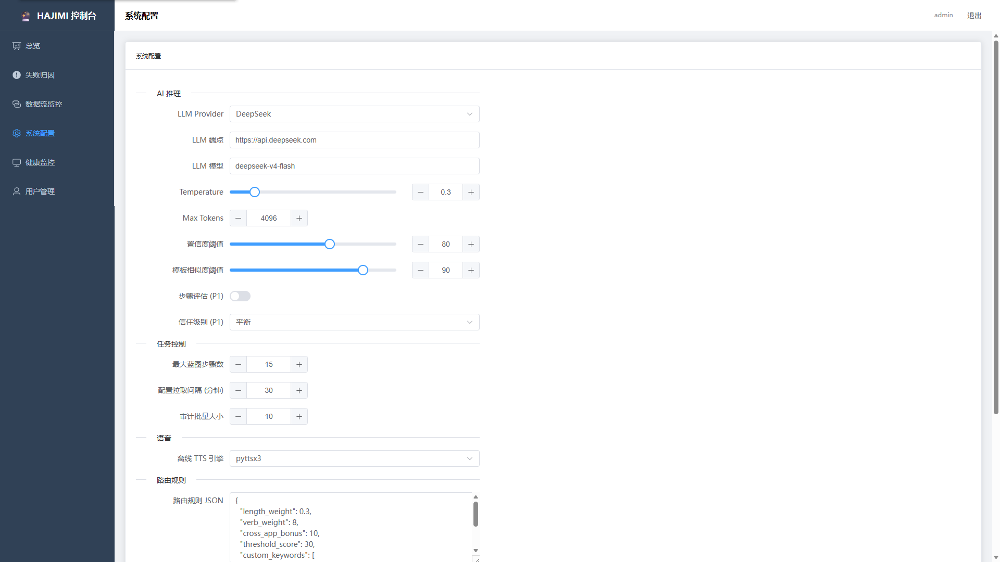 HAJIMI 控制台
系统配置
admin
退出
总览
失败归因
数据流监控
系统配置
健康监控
用户管理
系统配置
AI 推理
LLM Provider
DeepSeek
LLM 端点
https://api.deepseek.com
LLM 模型
deepseek-v4-flash
Temperature
0.3
Max Tokens
4096
置信度阈值
80
模板相似度阈值
90
步骤评估 (P1)
信任级别 (P1)
平衡
任务控制
最大蓝图步骤数
15
配置拉取间隔 (分钟)
30
审计批量大小
10
语音
离线 TTS 引擎
pyttsx3
路由规则
路由规则 JSON
{
"length_weight": 0.3,
"verb_weight": 8,
"cross_app_bonus": 10,
"threshold_score": 30,
"custom_keywords": [